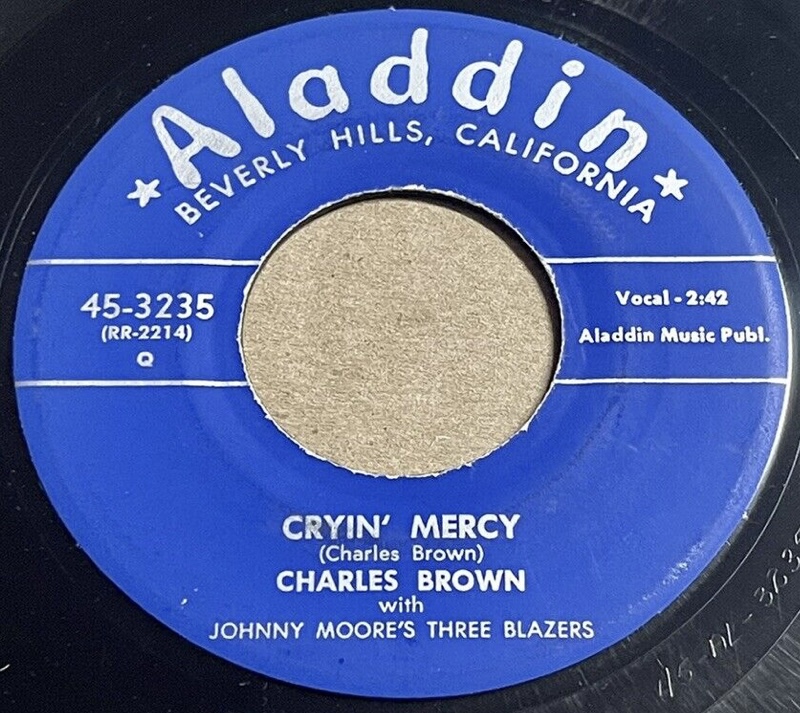 Aladdin
★ BEVERLY HILLS, CALIFORNIA ★
45-3235
(RR-2214)
Q
Vocal - 2:42
Aladdin Music Publ.
CRYIN' MERCY
(Charles Brown)
CHARLES BROWN
with
JOHNNY MOORE'S THREE BLAZERS